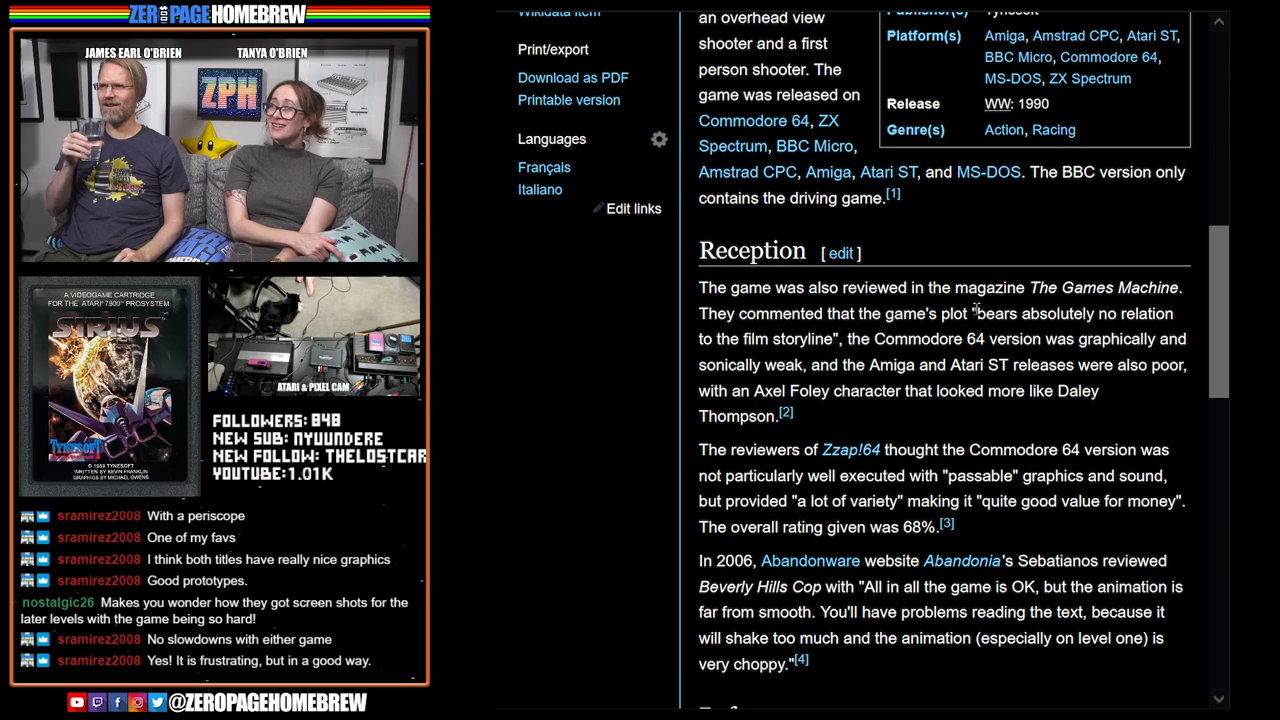 ZERO PAGE HOMEBREW
JAMES EARL O'BRIEN
TANYA O'BRIEN
ZPH
A VIDEOGAME CARTRIDGE
FOR THE ATARI 7800 PROSYSTEM
SIRIUS
TYNESOFT
© 1989 TYNESOFT
WRITTEN BY KEVIN FRANKLIN
GRAPHICS BY MICHAEL OWENS
ATARI & PIXEL CAM
FOLLOWERS: 848
NEW SUB: NYUUNDERE
NEW FOLLOW: THELOSTCAR
YOUTUBE:1.01K
sramirez2008 With a periscope
sramirez2008 One of my favs
sramirez2008 I think both titles have really nice graphics
sramirez2008 Good prototypes.
nostalgic26 Makes you wonder how they got screen shots for the
later levels with the game being so hard!
sramirez2008 No slowdowns with either game
sramirez2008 Yes! It is frustrating, but in a good way.
@ZEROPAGEHOMEBREW
Wikidata item
Print/export
Download as PDF
Printable version
Languages
Français
Italiano
Edit links
an overhead view
shooter and a first
person shooter. The
game was released on
Commodore 64, ZX
Spectrum, BBC Micro,
Amstrad CPC, Amiga, Atari ST, and MS-DOS. The BBC version only
contains the driving game.[1]
Publisher(s) Tynesoft
Platform(s) Amiga, Amstrad CPC, Atari ST,
BBC Micro, Commodore 64,
MS-DOS, ZX Spectrum
Release WW: 1990
Genre(s) Action, Racing
Reception [ edit ]
The game was also reviewed in the magazine The Games Machine.
They commented that the game's plot "bears absolutely no relation
to the film storyline", the Commodore 64 version was graphically and
sonically weak, and the Amiga and Atari ST releases were also poor,
with an Axel Foley character that looked more like Daley
Thompson.[2]
The reviewers of Zzap!64 thought the Commodore 64 version was
not particularly well executed with "passable" graphics and sound,
but provided "a lot of variety" making it "quite good value for money".
The overall rating given was 68%.[3]
In 2006, Abandonware website Abandonia's Sebatianos reviewed
Beverly Hills Cop with "All in all the game is OK, but the animation is
far from smooth. You'll have problems reading the text, because it
will shake too much and the animation (especially on level one) is
very choppy."[4]